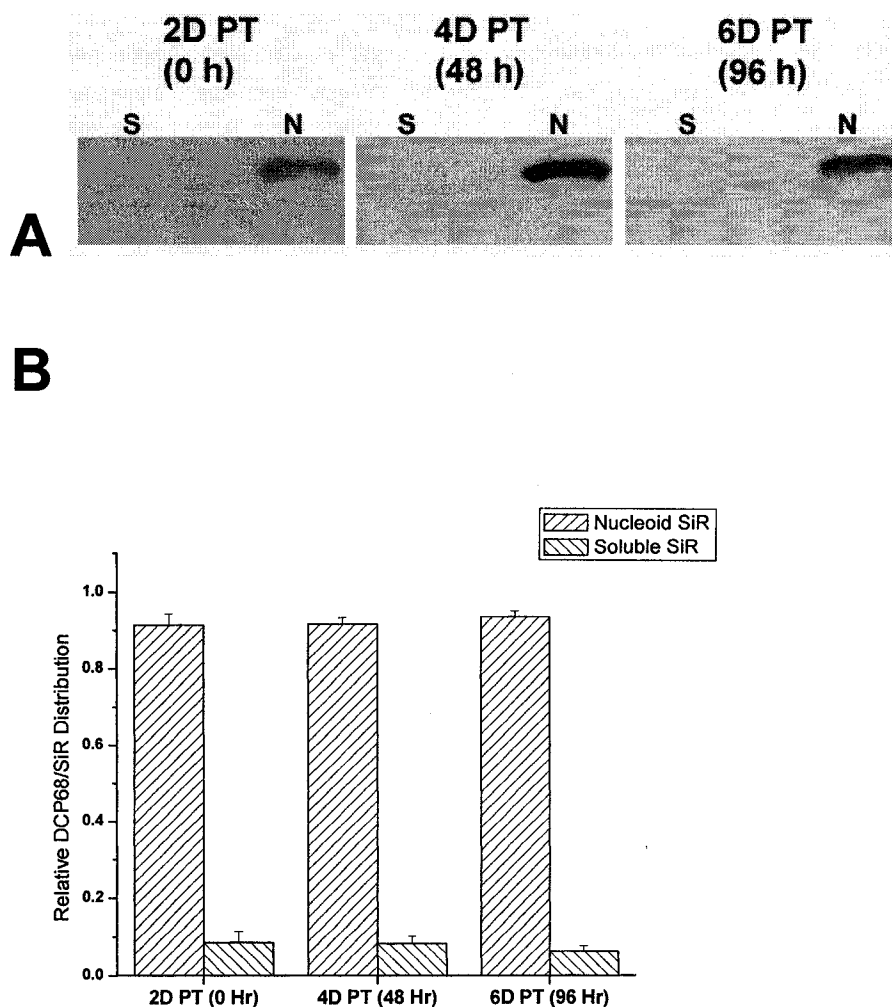 2D PT 4D PT 6D PT
(0 h) (48 h) (96 h)
S N S N S N
A
B
Nucleoid SiR
Soluble SiR
Relative DCP68/SiR Distribution
1.0
0.8
0.6
0.4
0.2
0.0
2D PT (0 Hr) 4D PT (48 Hr) 6D PT (96 Hr)